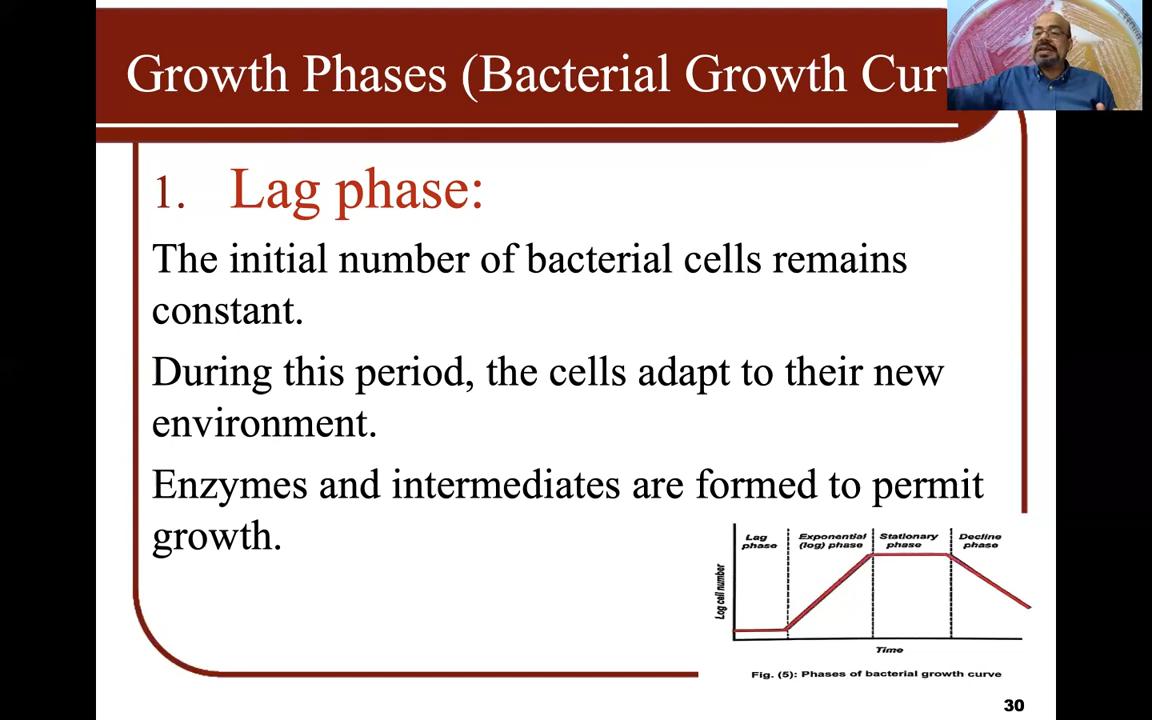 Growth Phases (Bacterial Growth Cur
1. Lag phase:
The initial number of bacterial cells remains
constant.
During this period, the cells adapt to their new
environment.
Enzymes and intermediates are formed to permit
growth.
Lag
phase
Exponential
(log) phase
Stationary
phase
Decline
phase
Log cell number
Time
Fig. (5): Phases of bacterial growth curve
30